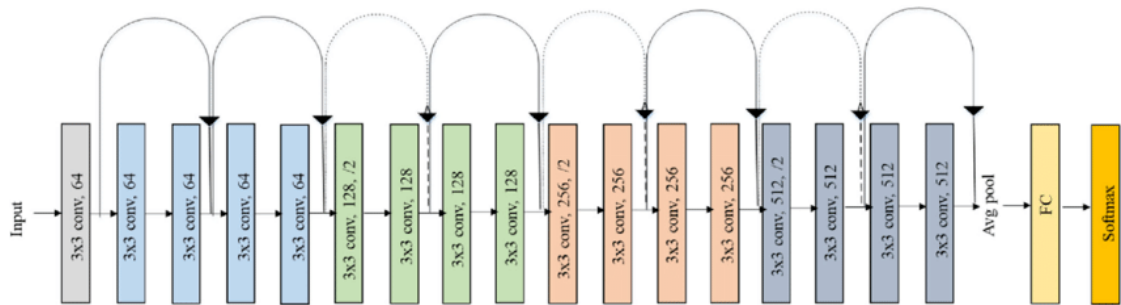 Input
3x3 conv, 64
3x3 conv, 64
3x3 conv, 64
3x3 conv, 64
3x3 conv, 64
3x3 conv, 128, /2
3x3 conv, 128
3x3 conv, 128
3x3 conv, 128
3x3 conv, 256, /2
3x3 conv, 256
3x3 conv, 256
3x3 conv, 256
3x3 conv, 512, /2
3x3 conv, 512
3x3 conv, 512
3x3 conv, 512
Avg pool
FC
Softmax